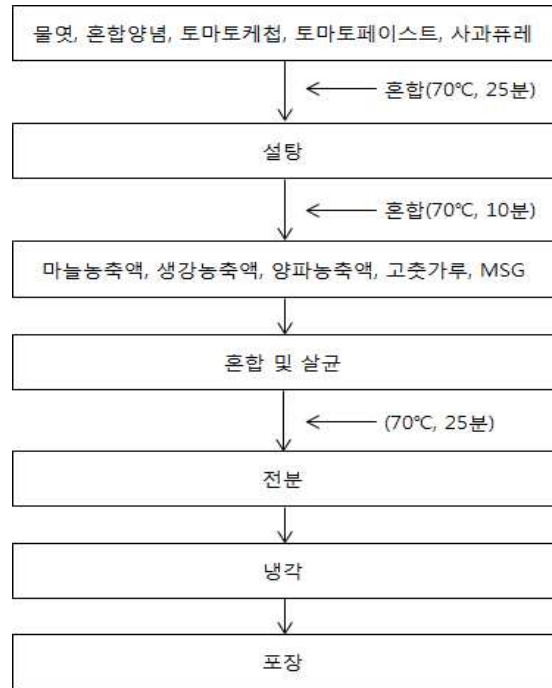 물엿, 혼합양념, 토마토케첩, 토마토페이스트, 사과퓨레
혼합(70℃, 25분)
설탕
혼합(70℃, 10분)
마늘농축액, 생강농축액, 양파농축액, 고춧가루, MSG
혼합 및 살균
(70℃, 25분)
전분
냉각
포장